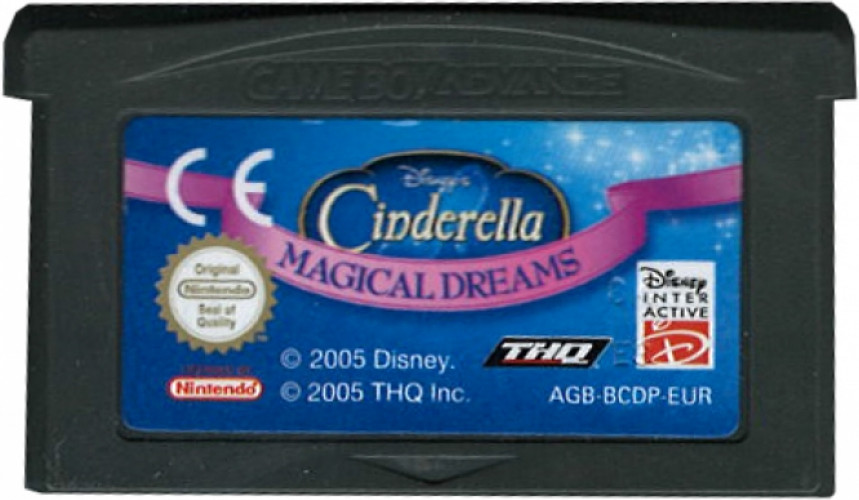 GAME BOY ADVANCE
CE
Disney's
Cinderella
MAGICAL DREAMS
Original
Nintendo
Seal of
Quality
Disney
INTER
ACTIVE
THQ
© 2005 Disney.
Nintendo
© 2005 THQ Inc.
AGB-BCDP-EUR